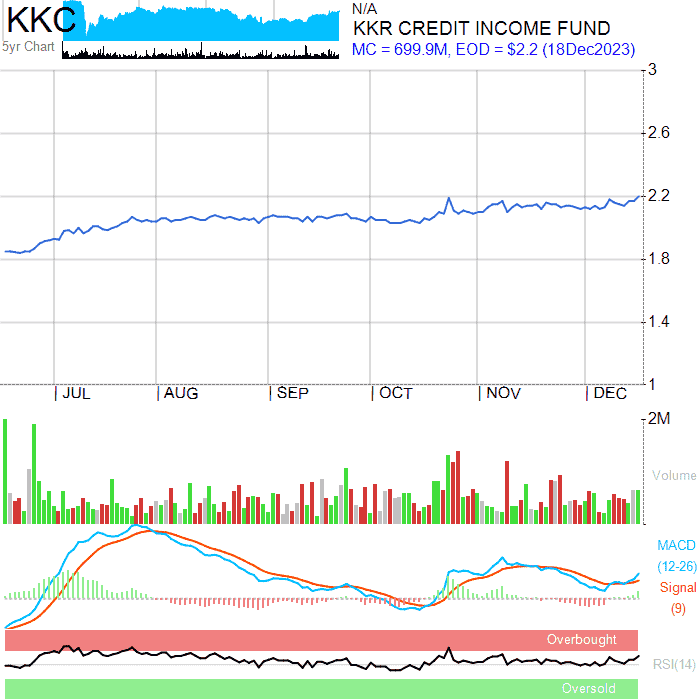 KKC
5yr Chart
N/A
KKR CREDIT INCOME FUND
MC = 699.9M, EOD = $2.2 (18Dec2023)
3
2.6
2.2
1.8
1.4
1
JUL AUG SEP OCT NOV DEC
2M
Volume
MACD
(12-26)
Signal
(9)
Overbought
RSI(14)
Oversold